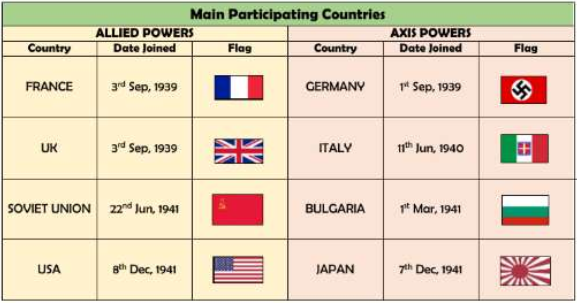 Main Participating Countries
ALLIED POWERS AXIS POWERS
Country Date Joined Flag Country Date Joined Flag
FRANCE 3rd Sep, 1939 GERMANY 1st Sep, 1939
UK 3rd Sep, 1939 ITALY 11th Jun, 1940
SOVIET UNION 22nd Jun, 1941 BULGARIA 1st Mar, 1941
USA 8th Dec, 1941 JAPAN 7th Dec, 1941